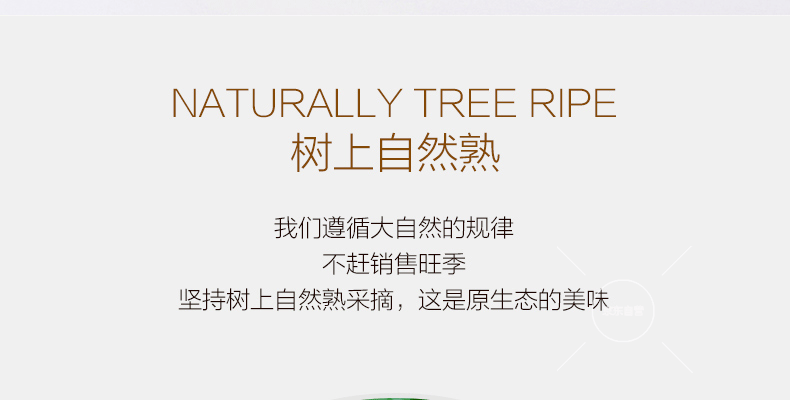 NATURALLY TREE RIPE
树上自然熟
我们遵循大自然的规律
不赶销售旺季
坚持树上自然熟采摘，这是原生态的美味